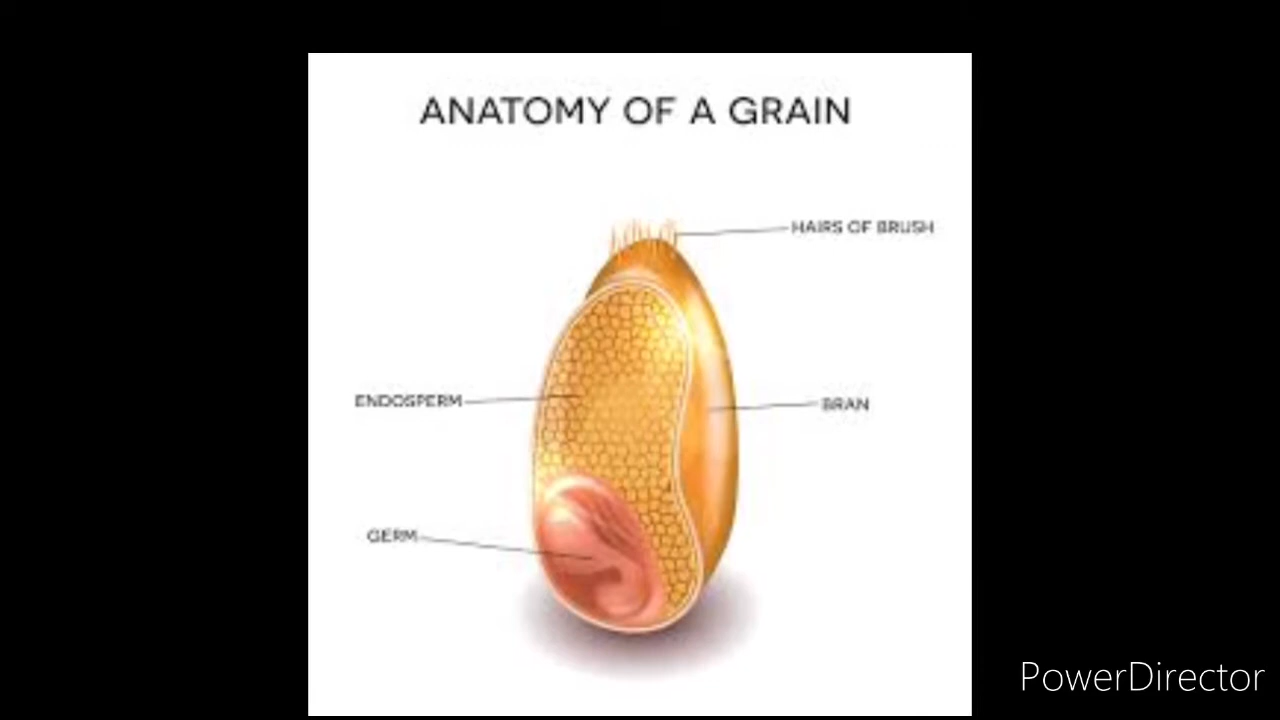 ANATOMY OF A GRAIN
HAIRS OF BRUSH
ENDOSPERM
BRAN
GERM
PowerDirector